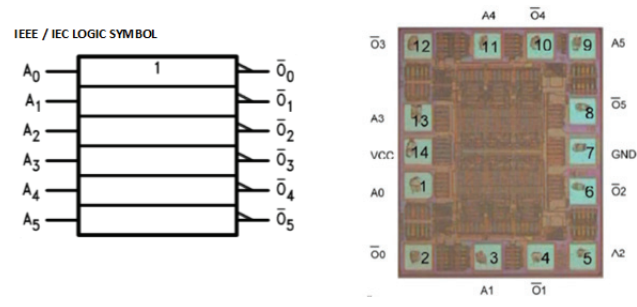 IEEE / IEC LOGIC SYMBOL
1
A₀ Ō₀
A₁ Ō₁
A₂ Ō₂
A₃ Ō₃
A₄ Ō₄
A₅ Ō₅
A4 Ō4
Ō3 12 11 10 9 A5
8 Ō5
A3 13
VCC 14 7 GND
A0 1 6 Ō2
Ō0 2 3 4 5 A2
A1 Ō1